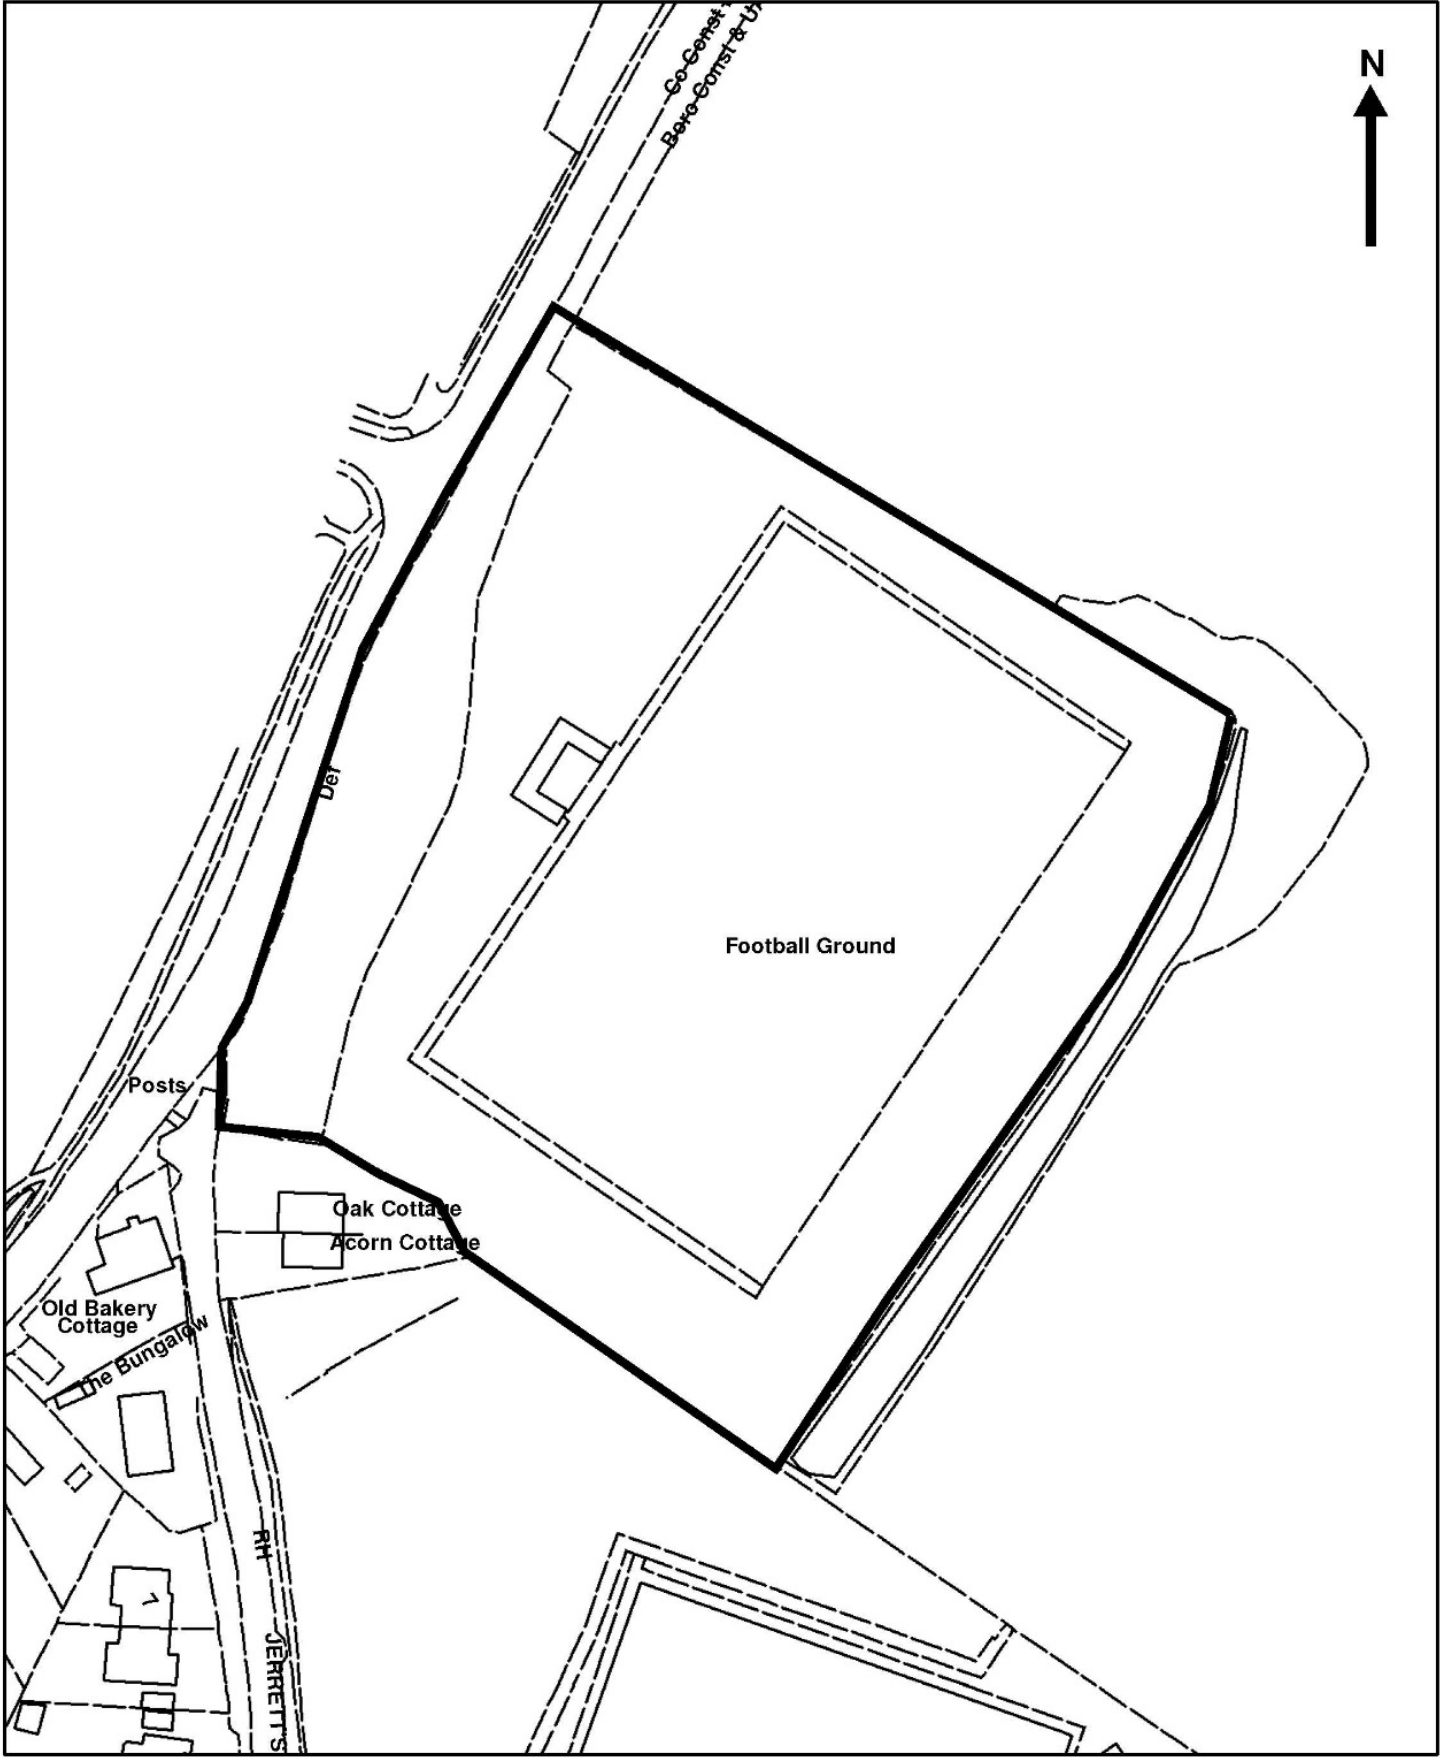 Co Const
Boro Const & U
N
Def
Football Ground
Posts
Oak Cottage
Acorn Cottage
Old Bakery
Cottage
The Bungalow
RH
7
JERRETT'S